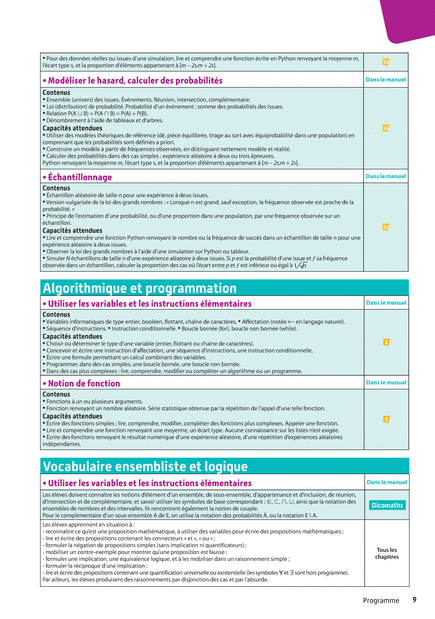 • Pour des données réelles ou issues d'une simulation, lire et comprendre une fonction écrite en Python renvoyant la moyenne m,
l'écart type s, et la proportion d'éléments appartenant à [m – 2s,m + 2s].
• Modéliser le hasard, calculer des probabilités
Dans le manuel
Contenus
• Ensemble (univers) des issues. Événements. Réunion, intersection, complémentaire.
• Loi (distribution) de probabilité. Probabilité d'un événement : somme des probabilités des issues.
• Relation P(A ∪ B) + P(A ∩ B) = P(A) + P(B).
• Dénombrement à l'aide de tableaux et d'arbres.
Capacités attendues
• Utiliser des modèles théoriques de référence (dé, pièce équilibrée, tirage au sort avec équiprobabilité dans une population) en
comprenant que les probabilités sont définies a priori.
• Construire un modèle à partir de fréquences observées, en distinguant nettement modèle et réalité.
• Calculer des probabilités dans des cas simples : expérience aléatoire à deux ou trois épreuves.
Python renvoyant la moyenne m, l'écart type s, et la proportion d'éléments appartenant à [m – 2s,m + 2s].
• Échantillonnage
Dans le manuel
Contenus
• Échantillon aléatoire de taille n pour une expérience à deux issues.
• Version vulgarisée de la loi des grands nombres : « Lorsque n est grand, sauf exception, la fréquence observée est proche de la
probabilité. »
• Principe de l'estimation d'une probabilité, ou d'une proportion dans une population, par une fréquence observée sur un
échantillon.
Capacités attendues
• Lire et comprendre une fonction Python renvoyant le nombre ou la fréquence de succès dans un échantillon de taille n pour une
expérience aléatoire à deux issues.
• Observer la loi des grands nombres à l'aide d'une simulation sur Python ou tableur.
• Simuler N échantillons de taille n d'une expérience aléatoire à deux issues. Si p est la probabilité d'une issue et f sa fréquence
observée dans un échantillon, calculer la proportion des cas où l'écart entre p et f est inférieur ou égal à 1/√n
Algorithmique et programmation
• Utiliser les variables et les instructions élémentaires
Dans le manuel
Contenus
• Variables informatiques de type entier, booléen, flottant, chaîne de caractères. • Affectation (notée ← en langage naturel).
• Séquence d'instructions. • Instruction conditionnelle. • Boucle bornée (for), boucle non bornée (while).
Capacités attendues
• Choisir ou déterminer le type d'une variable (entier, flottant ou chaîne de caractères).
• Concevoir et écrire une instruction d'affectation, une séquence d'instructions, une instruction conditionnelle.
• Écrire une formule permettant un calcul combinant des variables.
• Programmer, dans des cas simples, une boucle bornée, une boucle non bornée.
• Dans des cas plus complexes : lire, comprendre, modifier ou compléter un algorithme ou un programme.
1
• Notion de fonction
Dans le manuel
Contenus
• Fonctions à un ou plusieurs arguments.
• Fonction renvoyant un nombre aléatoire. Série statistique obtenue par la répétition de l'appel d'une telle fonction.
Capacités attendues
• Écrire des fonctions simples ; lire, comprendre, modifier, compléter des fonctions plus complexes. Appeler une fonction.
• Lire et comprendre une fonction renvoyant une moyenne, un écart type. Aucune connaissance sur les listes n'est exigée.
• Écrire des fonctions renvoyant le résultat numérique d'une expérience aléatoire, d'une répétition d'expériences aléatoires
indépendantes.
Vocabulaire ensembliste et logique
• Utiliser les variables et les instructions élémentaires
Dans le manuel
Les élèves doivent connaître les notions d'élément d'un ensemble, de sous-ensemble, d'appartenance et d'inclusion, de réunion,
d'intersection et de complémentaire, et savoir utiliser les symboles de base correspondant : ∈, ⊂, ∩, ∪, ainsi que la notation des
ensembles de nombres et des intervalles. Ils rencontrent également la notion de couple.
Pour le complémentaire d'un sous-ensemble A de E, on utilise la notation des probabilités Ā, ou la notation E \ A.
Dicomaths
Les élèves apprennent en situation à :
- reconnaître ce qu'est une proposition mathématique, à utiliser des variables pour écrire des propositions mathématiques ;
- lire et écrire des propositions contenant les connecteurs « et », « ou » ;
- formuler la négation de propositions simples (sans implication ni quantificateurs) ;
- mobiliser un contre-exemple pour montrer qu'une proposition est fausse ;
- formuler une implication, une équivalence logique, et à les mobiliser dans un raisonnement simple ;
- formuler la réciproque d'une implication ;
- lire et écrire des propositions contenant une quantification universelle ou existentielle (les symboles ∀ et ∃ sont hors programme).
Par ailleurs, les élèves produisent des raisonnements par disjonction des cas et par l'absurde.
Tous les
chapitres
Programme 9